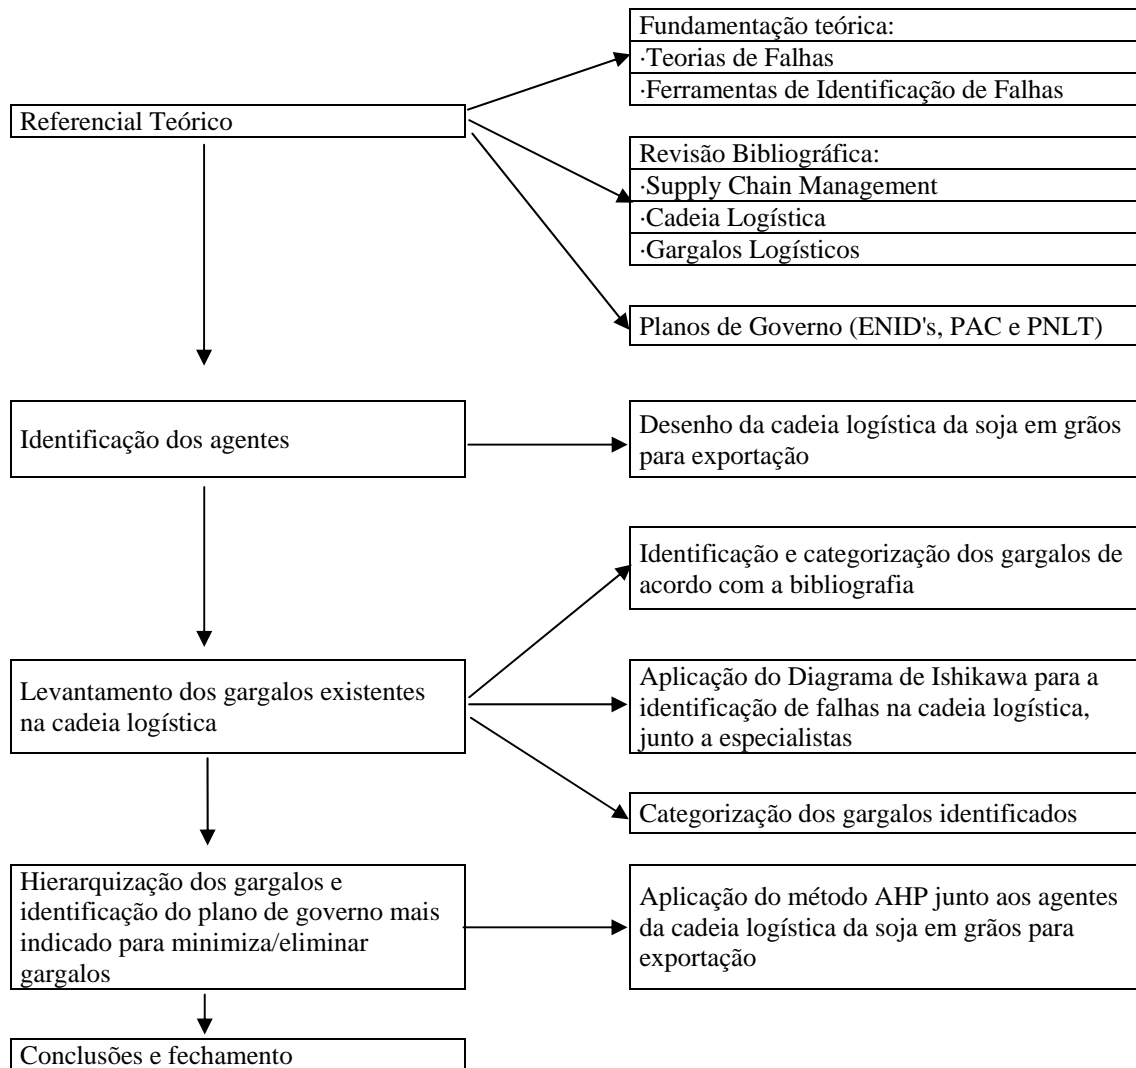 Fundamentação teórica:
·Teorias de Falhas
·Ferramentas de Identificação de Falhas
Referencial Teórico
Revisão Bibliográfica:
·Supply Chain Management
·Cadeia Logística
·Gargalos Logísticos
Planos de Governo (ENID's, PAC e PNLT)
Identificação dos agentes
Desenho da cadeia logística da soja em grãos
para exportação
Identificação e categorização dos gargalos de
acordo com a bibliografia
Levantamento dos gargalos existentes
na cadeia logística
Aplicação do Diagrama de Ishikawa para a
identificação de falhas na cadeia logística,
junto a especialistas
Categorização dos gargalos identificados
Hierarquização dos gargalos e
identificação do plano de governo mais
indicado para minimiza/eliminar
gargalos
Aplicação do método AHP junto aos agentes
da cadeia logística da soja em grãos para
exportação
Conclusões e fechamento